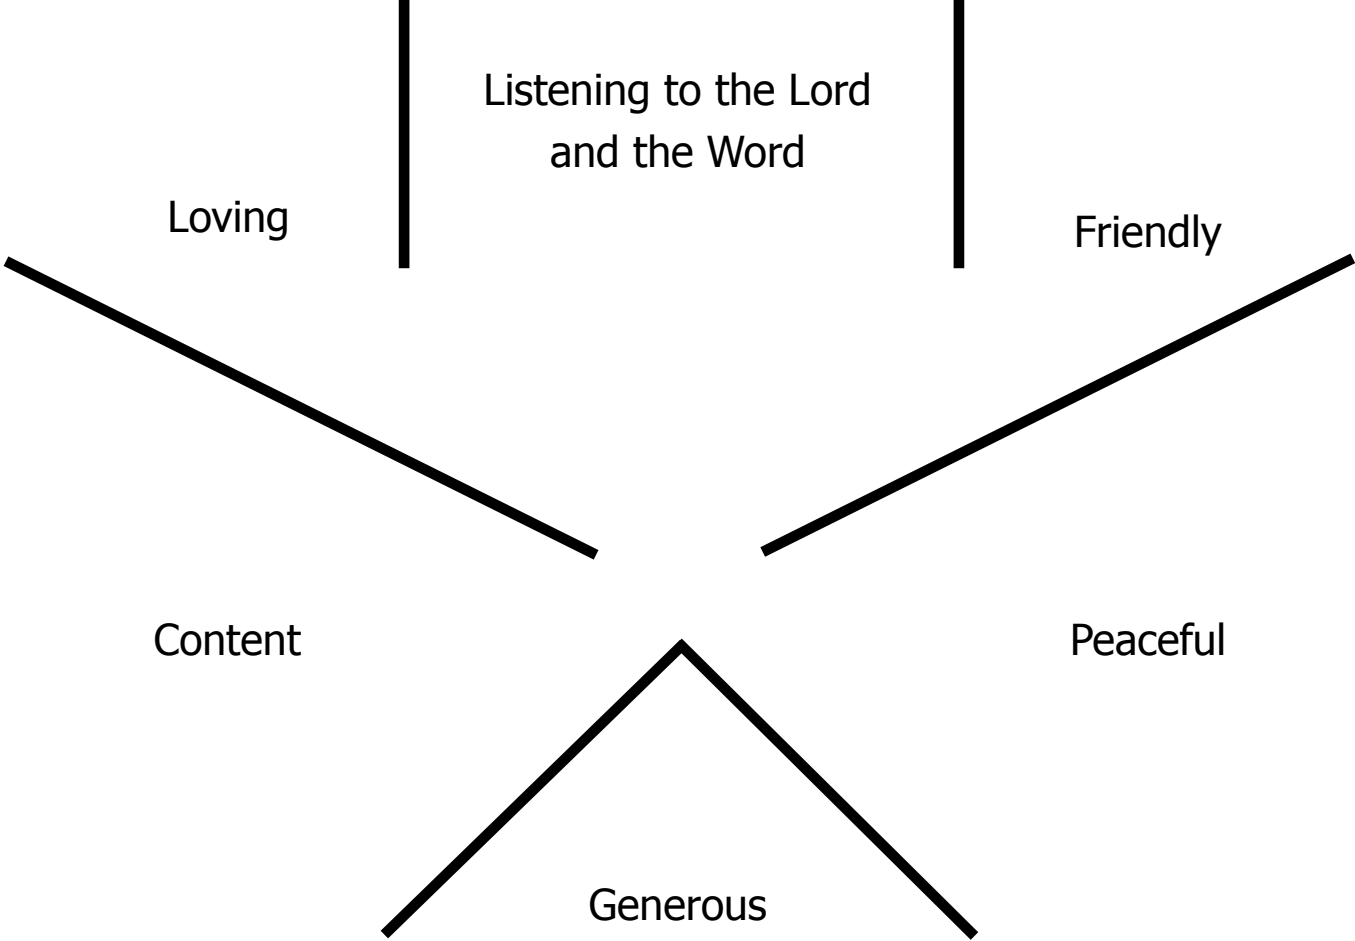 Listening to the Lord
and the Word
Loving
Friendly
Content
Peaceful
Generous